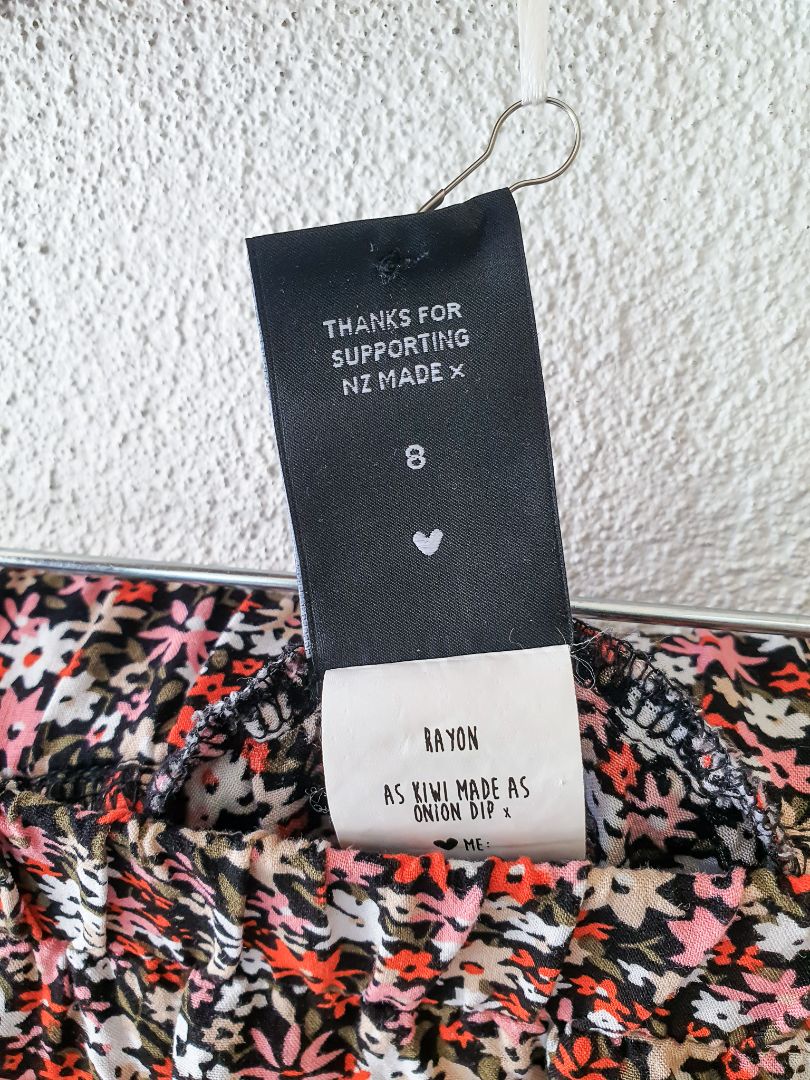 THANKS FOR
SUPPORTING
NZ MADE x
8
RAYON
AS KIWI MADE AS
ONION DIP x
ME: